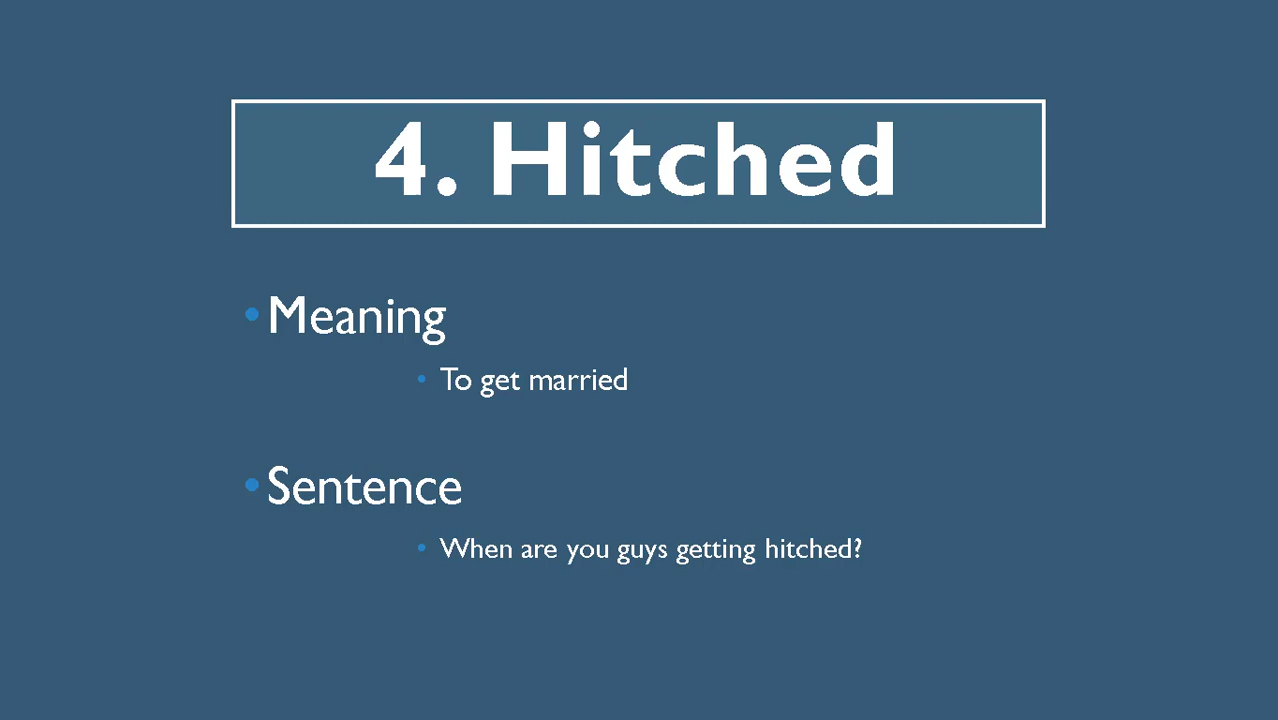 4. Hitched
• Meaning
• To get married
• Sentence
• When are you guys getting hitched?